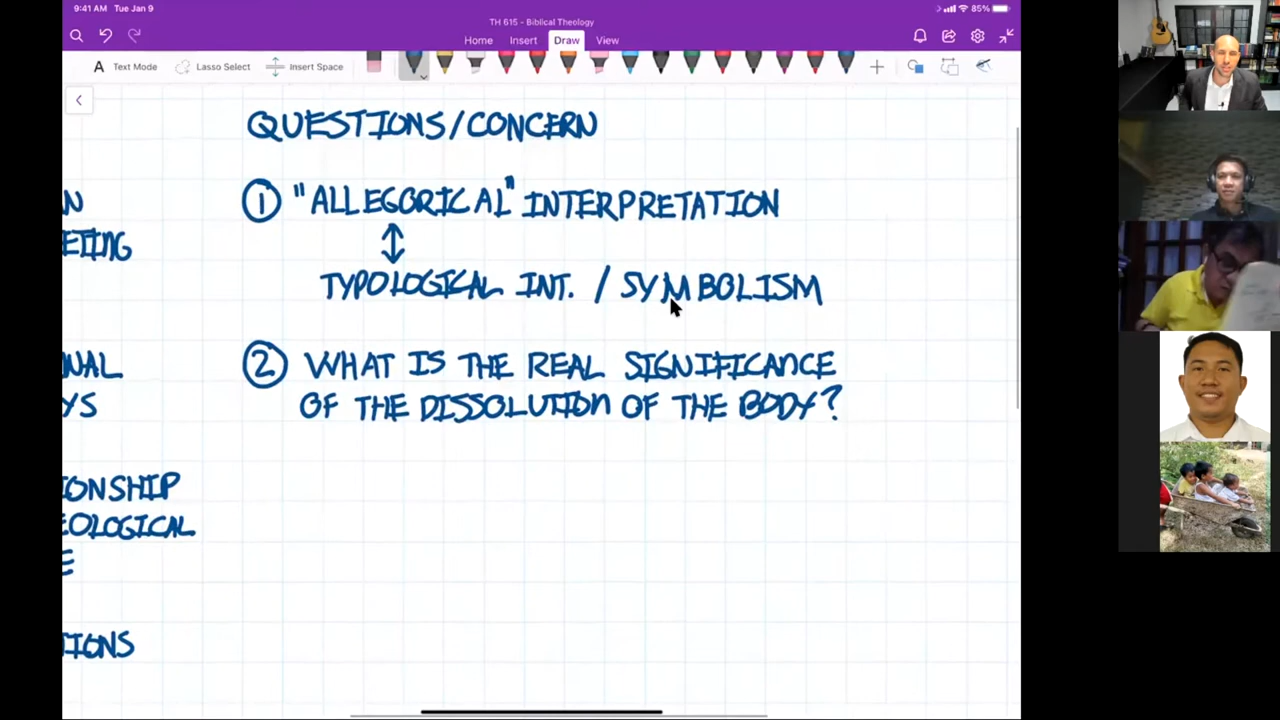 9:41 AM Tue Jan 9
85%
TH 615 - Biblical Theology
Home Insert Draw View
Text Mode
Lasso Select
Insert Space
QUESTIONS/CONCERN
① "ALLEGORICAL" INTERPRETATION
↕
TYPOLOGICAL INT. / SYMBOLISM
② WHAT IS THE REAL SIGNIFICANCE
OF THE DISSOLUTION OF THE BODY?
N
ETING
NAL
YS
IONSHIP
EOLOGICAL
E
TIONS